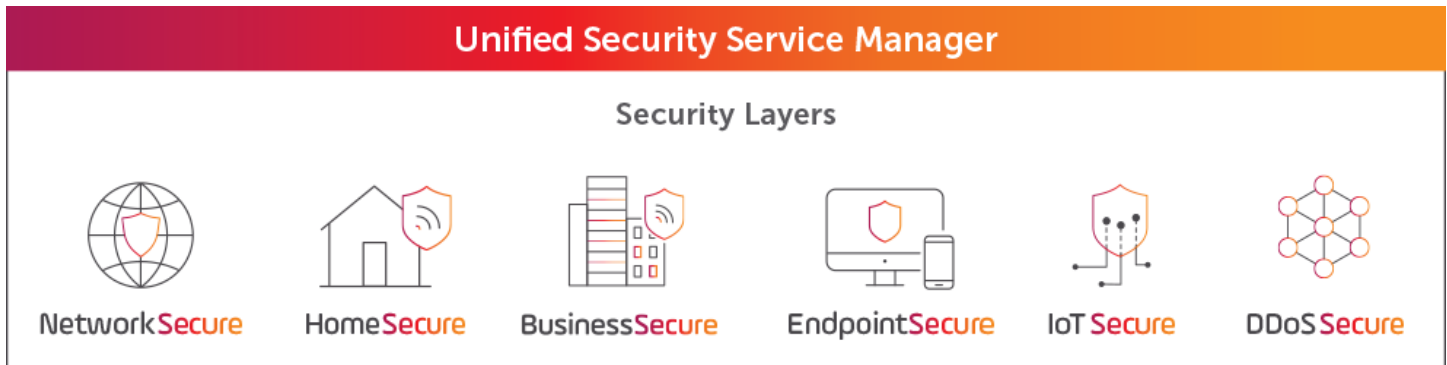 Unified Security Service Manager
Security Layers
NetworkSecure
HomeSecure
BusinessSecure
EndpointSecure
IoT Secure
DDoS Secure